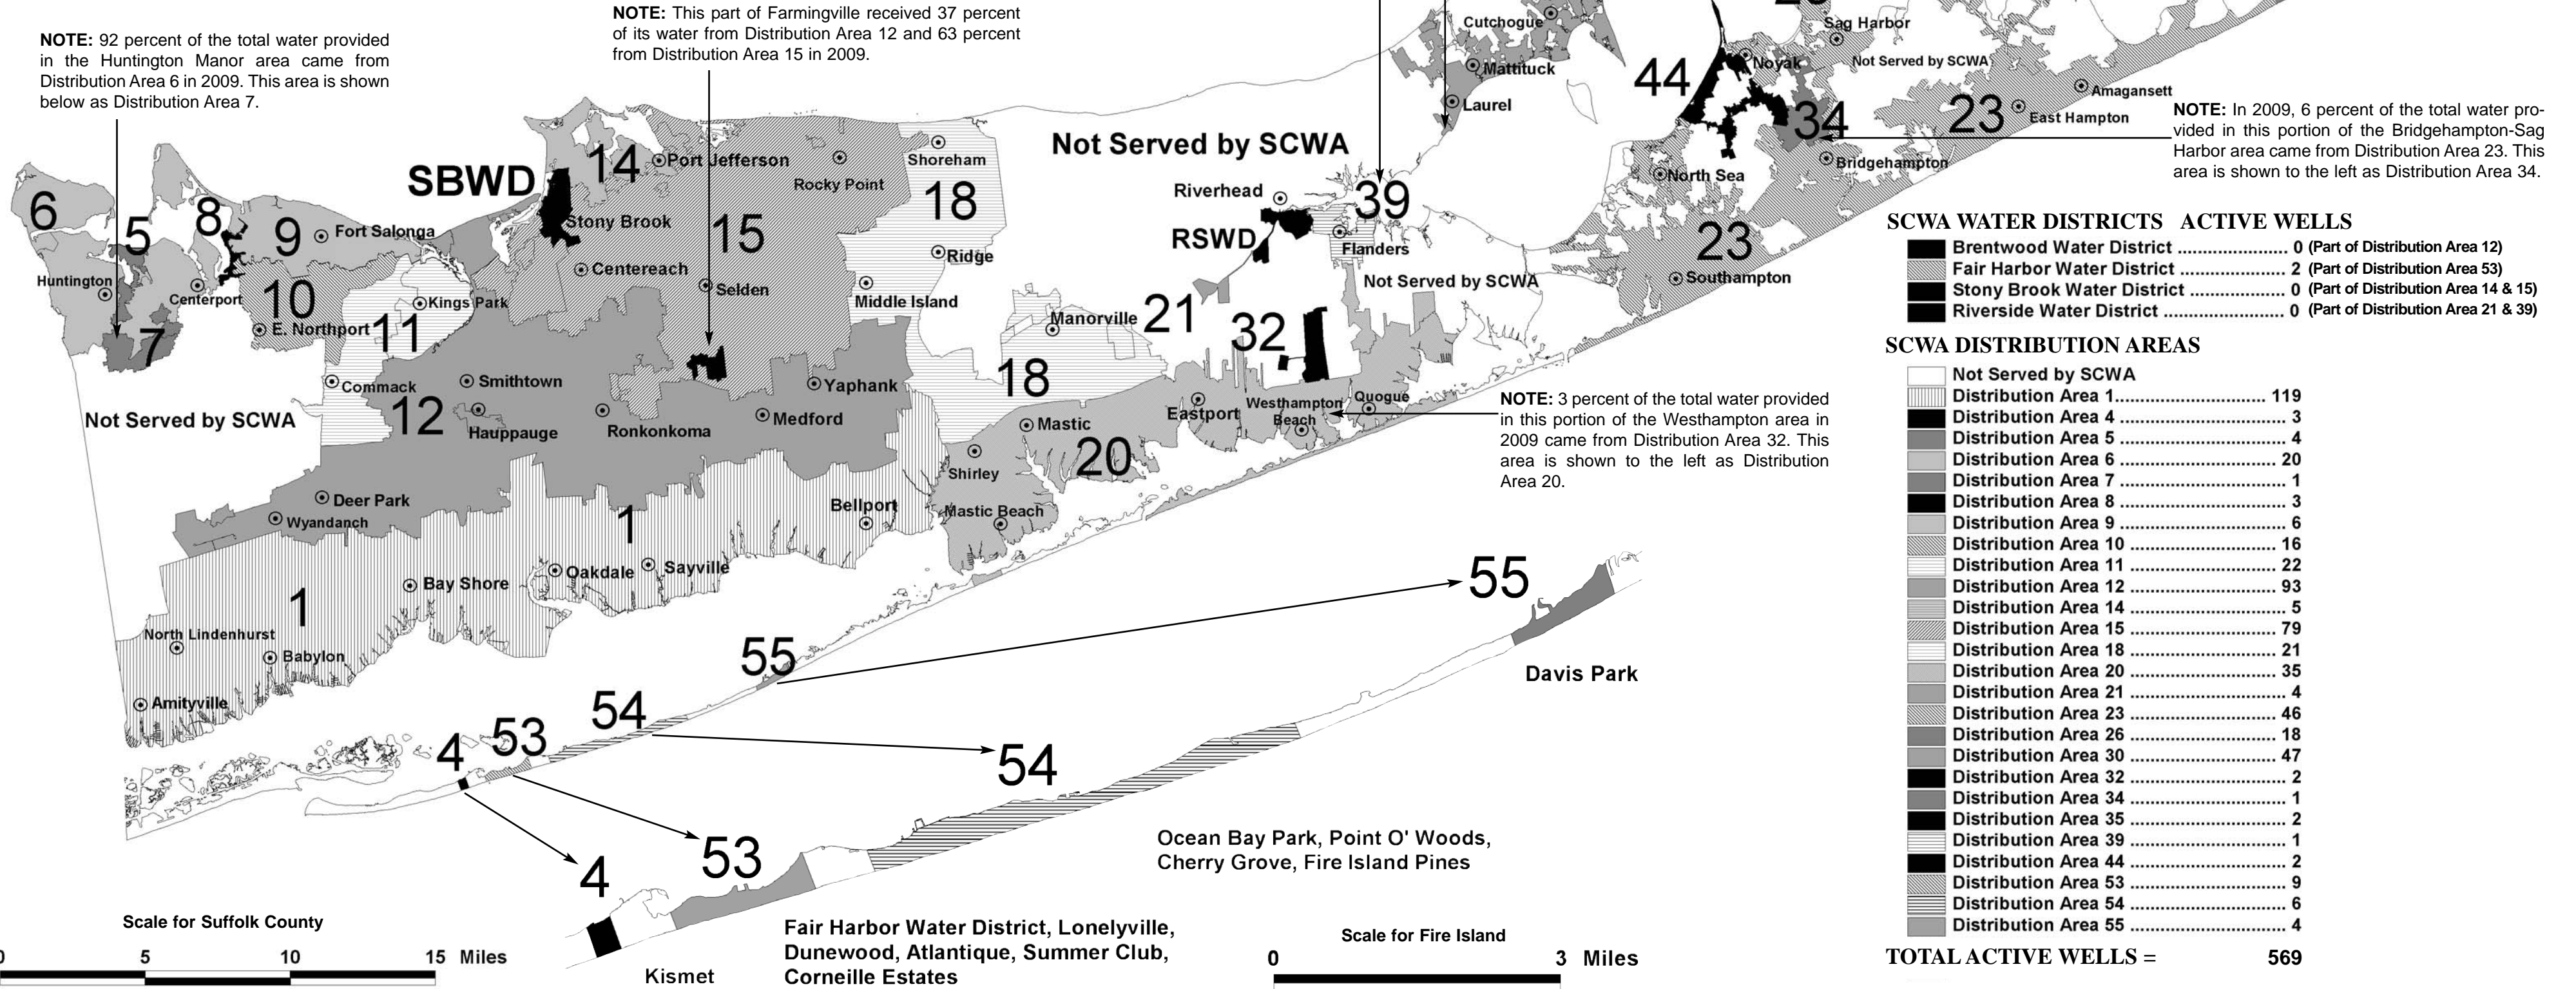 NOTE: 92 percent of the total water provided
in the Huntington Manor area came from
Distribution Area 6 in 2009. This area is shown
below as Distribution Area 7.
NOTE: This part of Farmingville received 37 percent
of its water from Distribution Area 12 and 63 percent
from Distribution Area 15 in 2009.
Cutchogue
Mattituck
Laurel
Sag Harbor
Noyak
Not Served by SCWA
Amagansett
44
34
23
East Hampton
Bridgehampton
North Sea
23
Southampton
NOTE: In 2009, 6 percent of the total water pro-
vided in this portion of the Bridgehampton-Sag
Harbor area came from Distribution Area 23. This
area is shown to the left as Distribution Area 34.
Not Served by SCWA
SBWD
14
Port Jefferson
Rocky Point
Shoreham
18
6
5
8
9
Fort Salonga
Stony Brook
15
Riverhead
39
RSWD
Flanders
Ridge
Huntington
Centerport
Centereach
Selden
Middle Island
Not Served by SCWA
10
Kings Park
E. Northport
11
7
Manorville
21
32
Commack
Smithtown
Yaphank
18
Not Served by SCWA
12
Hauppauge
Ronkonkoma
Medford
Mastic
Eastport
Westhampton
Beach
Quogue
NOTE: 3 percent of the total water provided
in this portion of the Westhampton area in
2009 came from Distribution Area 32. This
area is shown to the left as Distribution
Area 20.
20
Shirley
Deer Park
Wyandanch
Bellport
Mastic Beach
1
Oakdale
Sayville
Bay Shore
1
North Lindenhurst
Babylon
Amityville
55
55
Davis Park
54
54
53
4
53
4
Ocean Bay Park, Point O' Woods,
Cherry Grove, Fire Island Pines
Fair Harbor Water District, Lonelyville,
Dunewood, Atlantique, Summer Club,
Corneille Estates
Kismet
Scale for Suffolk County
0 5 10 15 Miles
Scale for Fire Island
0 3 Miles
SCWA WATER DISTRICTS ACTIVE WELLS
Brentwood Water District .................... 0 (Part of Distribution Area 12)
Fair Harbor Water District .................. 2 (Part of Distribution Area 53)
Stony Brook Water District ................ 0 (Part of Distribution Area 14 & 15)
Riverside Water District ..................... 0 (Part of Distribution Area 21 & 39)
SCWA DISTRIBUTION AREAS
Not Served by SCWA
Distribution Area 1.......................... 119
Distribution Area 4 ........................... 3
Distribution Area 5 ........................... 4
Distribution Area 6 .......................... 20
Distribution Area 7 ........................... 1
Distribution Area 8 ........................... 3
Distribution Area 9 ........................... 6
Distribution Area 10 ........................ 16
Distribution Area 11 ........................ 22
Distribution Area 12 ........................ 93
Distribution Area 14 .......................... 5
Distribution Area 15 ........................ 79
Distribution Area 18 ........................ 21
Distribution Area 20 ........................ 35
Distribution Area 21 .......................... 4
Distribution Area 23 ........................ 46
Distribution Area 26 ........................ 18
Distribution Area 30 ........................ 47
Distribution Area 32 .......................... 2
Distribution Area 34 .......................... 1
Distribution Area 35 .......................... 2
Distribution Area 39 .......................... 1
Distribution Area 44 .......................... 2
Distribution Area 53 .......................... 9
Distribution Area 54 .......................... 6
Distribution Area 55 .......................... 4
TOTAL ACTIVE WELLS = 569